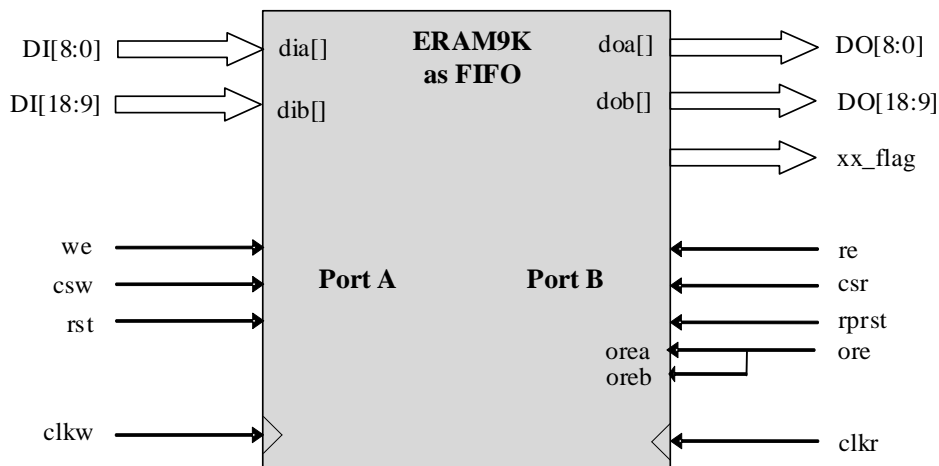 DI[8:0]
dia[]
ERAM9K
as FIFO
doa[]
DO[8:0]
DI[18:9]
dib[]
dob[]
DO[18:9]
xx_flag
we
re
csw
Port A
Port B
csr
rst
rprst
orea
ore
oreb
clkw
clkr